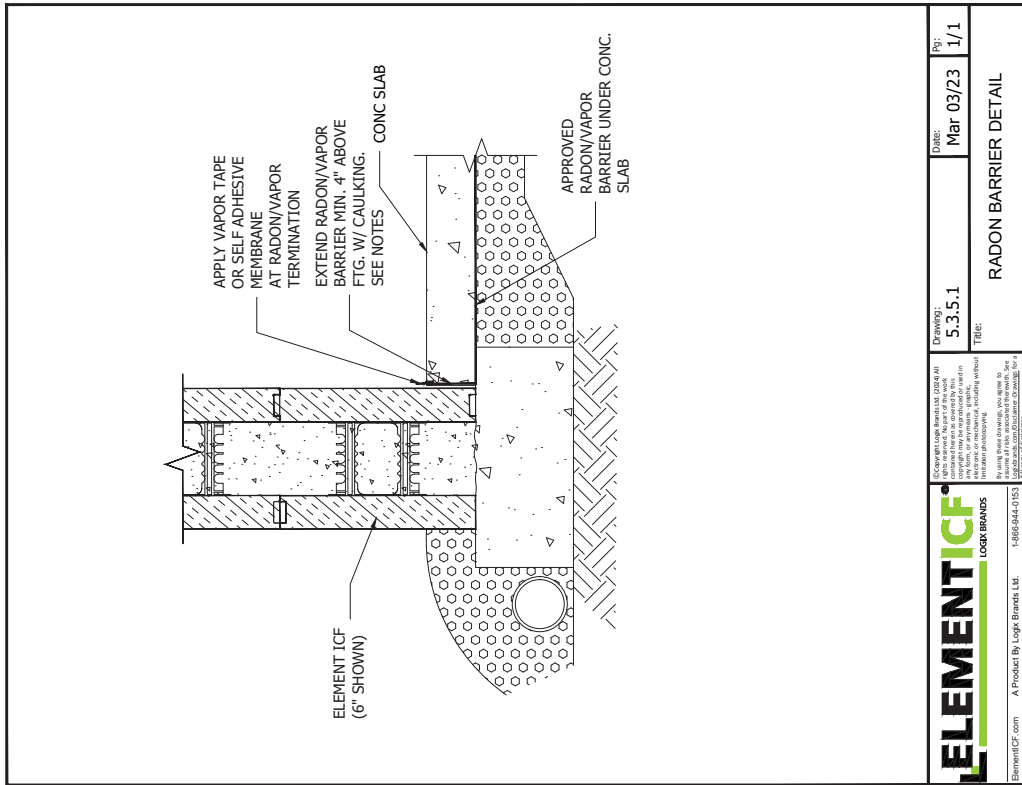 APPLY VAPOR TAPE
OR SELF ADHESIVE
MEMBRANE
AT RADON/VAPOR
TERMINATION
EXTEND RADON/VAPOR
BARRIER MIN. 4" ABOVE
FTG. W/ CAULKING.
SEE NOTES
CONC SLAB
ELEMENT ICF
(6" SHOWN)
APPROVED
RADON/VAPOR
BARRIER UNDER CONC.
SLAB
ELEMENTICF®
LOGIX BRANDS
ElementICF.com A Product By Logix Brands Ltd. 1-866-944-0153
©Copyright Logix Brands Ltd. (2024) All
rights reserved. No part of the work
contained herein as covered by this
copyright may be reproduced or used in
any form, or any means - graphic,
electronic or mechanical, including without
limitation photocopying.
By using these drawings, you agree to
assume all risks associated therewith. See
Logixbrands.com/Disclaimer-Drawings for a
Drawing:
5.3.5.1
Date:
Mar 03/23
Pg:
1/1
Title:
RADON BARRIER DETAIL